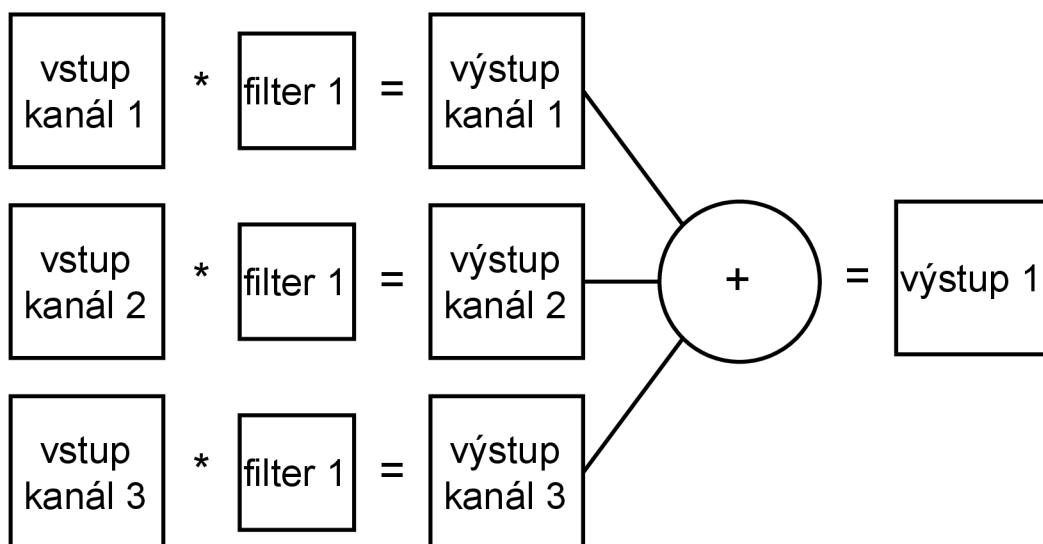 vstup
kanál 1
*
filter 1
=
výstup
kanál 1
vstup
kanál 2
*
filter 1
=
výstup
kanál 2
+
=
výstup 1
vstup
kanál 3
*
filter 1
=
výstup
kanál 3